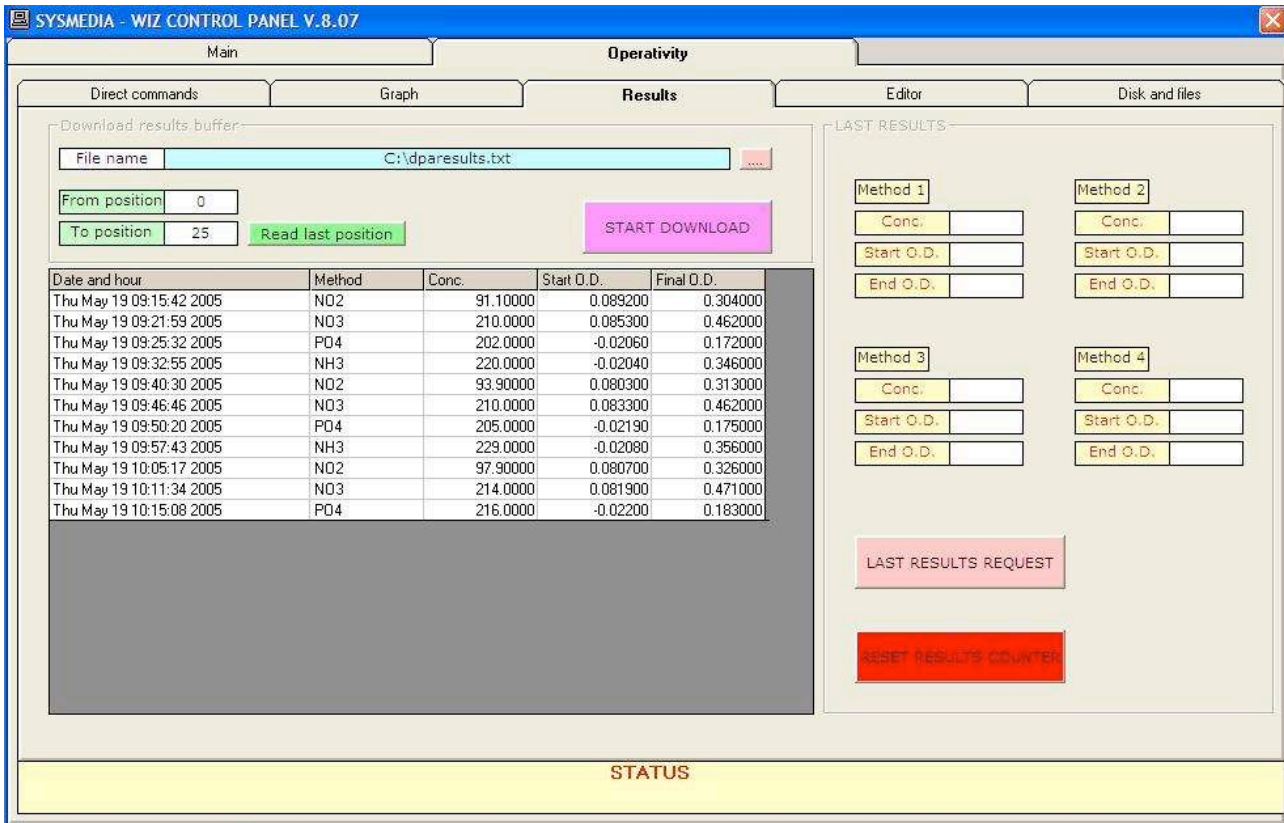 SYSMEDIA - WIZ CONTROL PANEL V.8.07
Main Operativity
Direct commands Graph Results Editor Disk and files
Download results buffer
File name C:\dparesults.txt ....
From position 0
To position 25 Read last position START DOWNLOAD
Date and hour Method Conc. Start O.D. Final O.D.
Thu May 19 09:15:42 2005 NO2 91.10000 0.089200 0.304000
Thu May 19 09:21:59 2005 NO3 210.0000 0.085300 0.462000
Thu May 19 09:25:32 2005 PO4 202.0000 -0.02060 0.172000
Thu May 19 09:32:55 2005 NH3 220.0000 -0.02040 0.346000
Thu May 19 09:40:30 2005 NO2 93.90000 0.080300 0.313000
Thu May 19 09:46:46 2005 NO3 210.0000 0.083300 0.462000
Thu May 19 09:50:20 2005 PO4 205.0000 -0.02190 0.175000
Thu May 19 09:57:43 2005 NH3 229.0000 -0.02080 0.356000
Thu May 19 10:05:17 2005 NO2 97.90000 0.080700 0.326000
Thu May 19 10:11:34 2005 NO3 214.0000 0.081900 0.471000
Thu May 19 10:15:08 2005 PO4 216.0000 -0.02200 0.183000
LAST RESULTS
Method 1 Method 2
Conc. Conc.
Start O.D. Start O.D.
End O.D. End O.D.
Method 3 Method 4
Conc. Conc.
Start O.D. Start O.D.
End O.D. End O.D.
LAST RESULTS REQUEST
RESET RESULTS COUNTER
STATUS